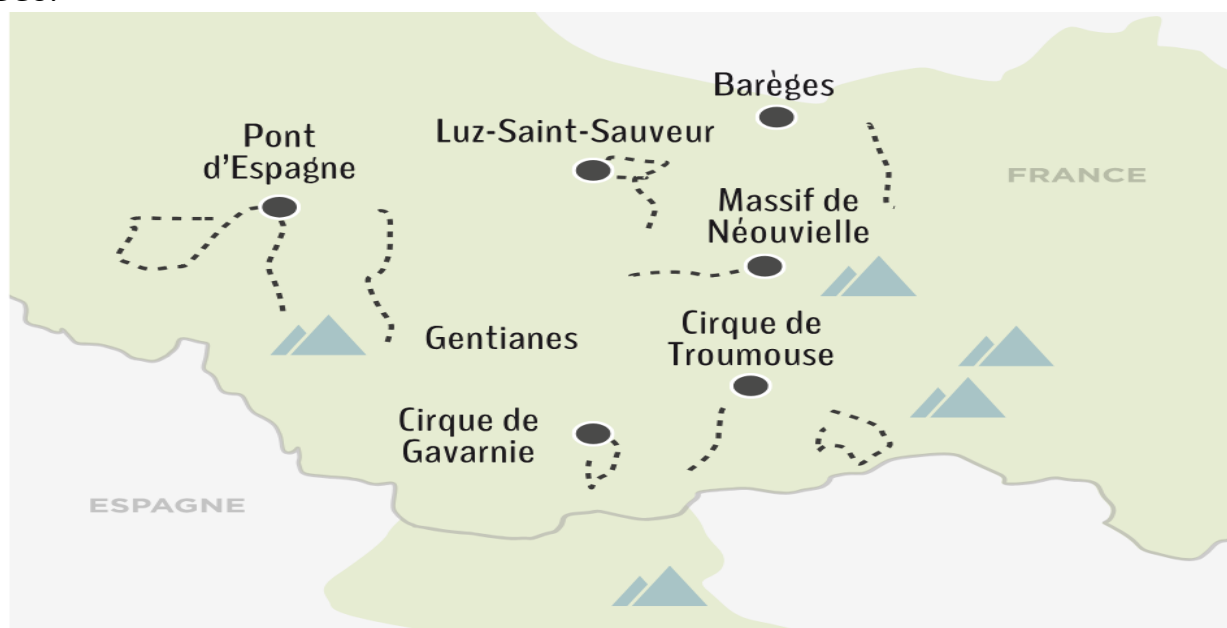 Barèges
Luz-Saint-Sauveur
Pont
d'Espagne
FRANCE
Massif de
Néouvielle
Gentianes
Cirque de
Troumouse
Cirque de
Gavarnie
ESPAGNE